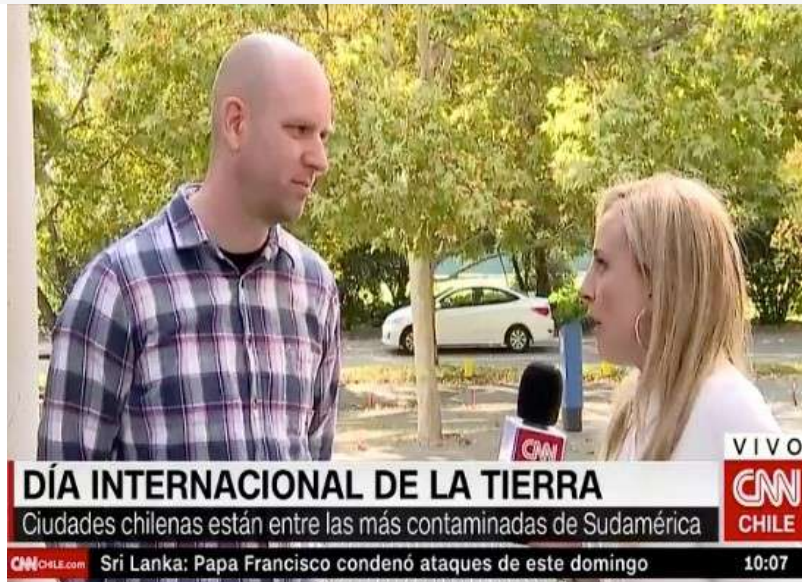 CNN
DÍA INTERNACIONAL DE LA TIERRA
Ciudades chilenas están entre las más contaminadas de Sudamérica
VIVO
CNN
CHILE
CNNCHILE.com Sri Lanka: Papa Francisco condenó ataques de este domingo 10:07